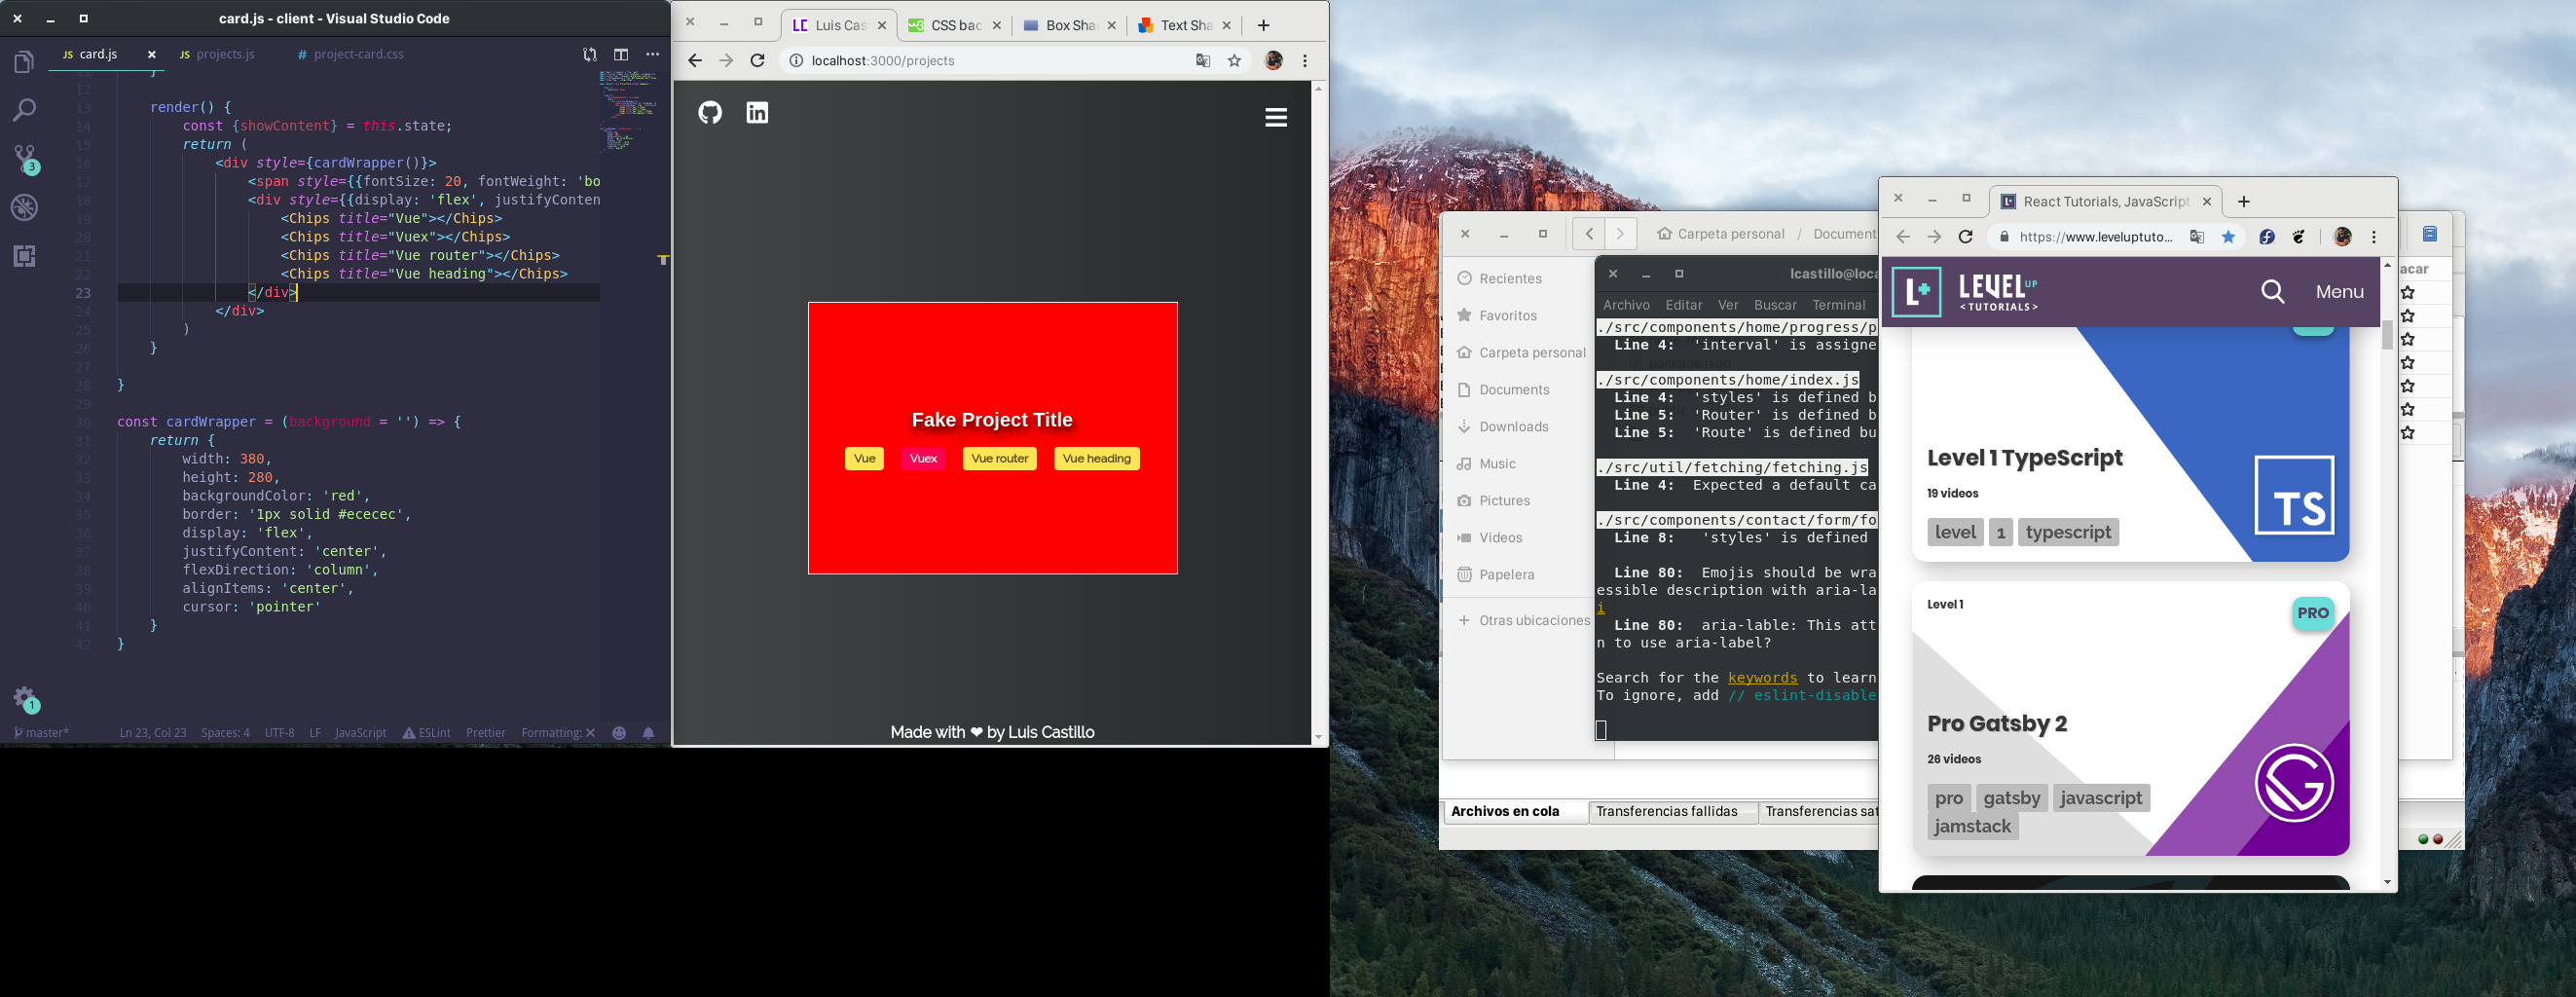 card.js - client - Visual Studio Code
JS card.js
JS projects.js
# project-card.css
11 }
12
13 render() {
14 const {showContent} = this.state;
15 return (
16 <div style={cardWrapper()}>
17 <span style={{fontSize: 20, fontWeight: 'bo
18 <div style={{display: 'flex', justifyConten
19 <Chips title="Vue"></Chips>
20 <Chips title="Vuex"></Chips>
21 <Chips title="Vue router"></Chips>
22 <Chips title="Vue heading"></Chips>
23 </div>
24 </div>
25 )
26 }
27
28 }
29
30 const cardWrapper = (background = '') => {
31 return {
32 width: 380,
33 height: 280,
34 backgroundColor: 'red',
35 border: '1px solid #ececec',
36 display: 'flex',
37 justifyContent: 'center',
38 flexDirection: 'column',
39 alignItems: 'center',
40 cursor: 'pointer'
41 }
42 }
3
1
master*
Ln 23, Col 23
Spaces: 4
UTF-8
LF
JavaScript
ESLint
Prettier
Formatting:
Luis Cas
CSS bac
Box Sha
Text Sha
localhost:3000/projects
Fake Project Title
Vue
Vuex
Vue router
Vue heading
Made with ❤ by Luis Castillo
Carpeta personal / Document
Recientes
Favoritos
Carpeta personal
Documents
Downloads
Music
Pictures
Videos
Papelera
Otras ubicaciones
acar
lcastillo@loca
Archivo Editar Ver Buscar Terminal
./src/components/home/progress/p
Line 4: 'interval' is assigne
./src/components/home/index.js
Line 4: 'styles' is defined b
Line 5: 'Router' is defined b
Line 5: 'Route' is defined bu
./src/util/fetching/fetching.js
Line 4: Expected a default ca
./src/components/contact/form/fo
Line 8: 'styles' is defined
Line 80: Emojis should be wra
essible description with aria-la
i
Line 80: aria-lable: This att
n to use aria-label?
Search for the keywords to learn
To ignore, add // eslint-disable
Archivos en cola
Transferencias fallidas
Transferencias sat
React Tutorials, JavaScript
https://www.leveluptuto...
L+
LEVEL UP
<TUTORIALS>
Menu
Level 1 TypeScript
19 videos
level
1
typescript
TS
Level 1
PRO
Pro Gatsby 2
26 videos
pro
gatsby
javascript
jamstack